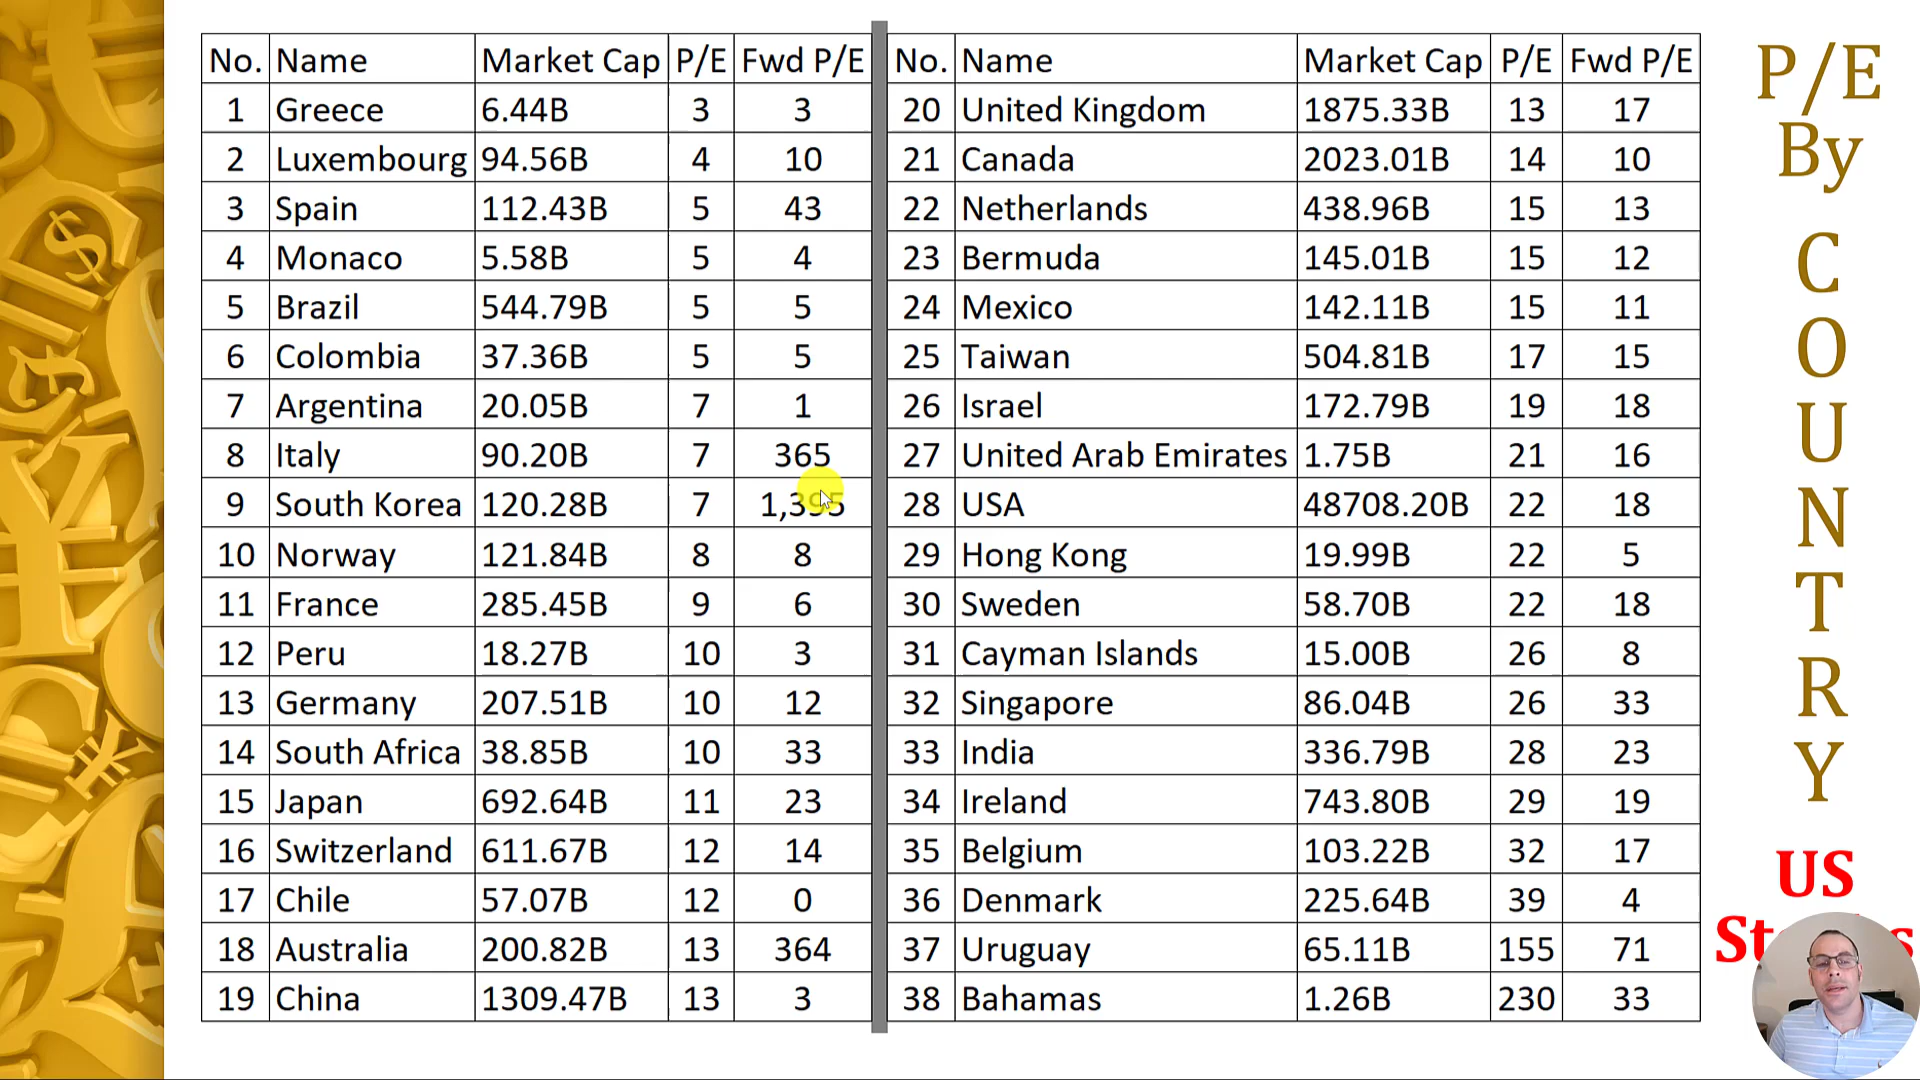 No. Name Market Cap P/E Fwd P/E
1 Greece 6.44B 3 3
2 Luxembourg 94.56B 4 10
3 Spain 112.43B 5 43
4 Monaco 5.58B 5 4
5 Brazil 544.79B 5 5
6 Colombia 37.36B 5 5
7 Argentina 20.05B 7 1
8 Italy 90.20B 7 365
9 South Korea 120.28B 7 1,395
10 Norway 121.84B 8 8
11 France 285.45B 9 6
12 Peru 18.27B 10 3
13 Germany 207.51B 10 12
14 South Africa 38.85B 10 33
15 Japan 692.64B 11 23
16 Switzerland 611.67B 12 14
17 Chile 57.07B 12 0
18 Australia 200.82B 13 364
19 China 1309.47B 13 3
No. Name Market Cap P/E Fwd P/E
20 United Kingdom 1875.33B 13 17
21 Canada 2023.01B 14 10
22 Netherlands 438.96B 15 13
23 Bermuda 145.01B 15 12
24 Mexico 142.11B 15 11
25 Taiwan 504.81B 17 15
26 Israel 172.79B 19 18
27 United Arab Emirates 1.75B 21 16
28 USA 48708.20B 22 18
29 Hong Kong 19.99B 22 5
30 Sweden 58.70B 22 18
31 Cayman Islands 15.00B 26 8
32 Singapore 86.04B 26 33
33 India 336.79B 28 23
34 Ireland 743.80B 29 19
35 Belgium 103.22B 32 17
36 Denmark 225.64B 39 4
37 Uruguay 65.11B 155 71
38 Bahamas 1.26B 230 33
P/E
By
C
O
U
N
T
R
Y
US